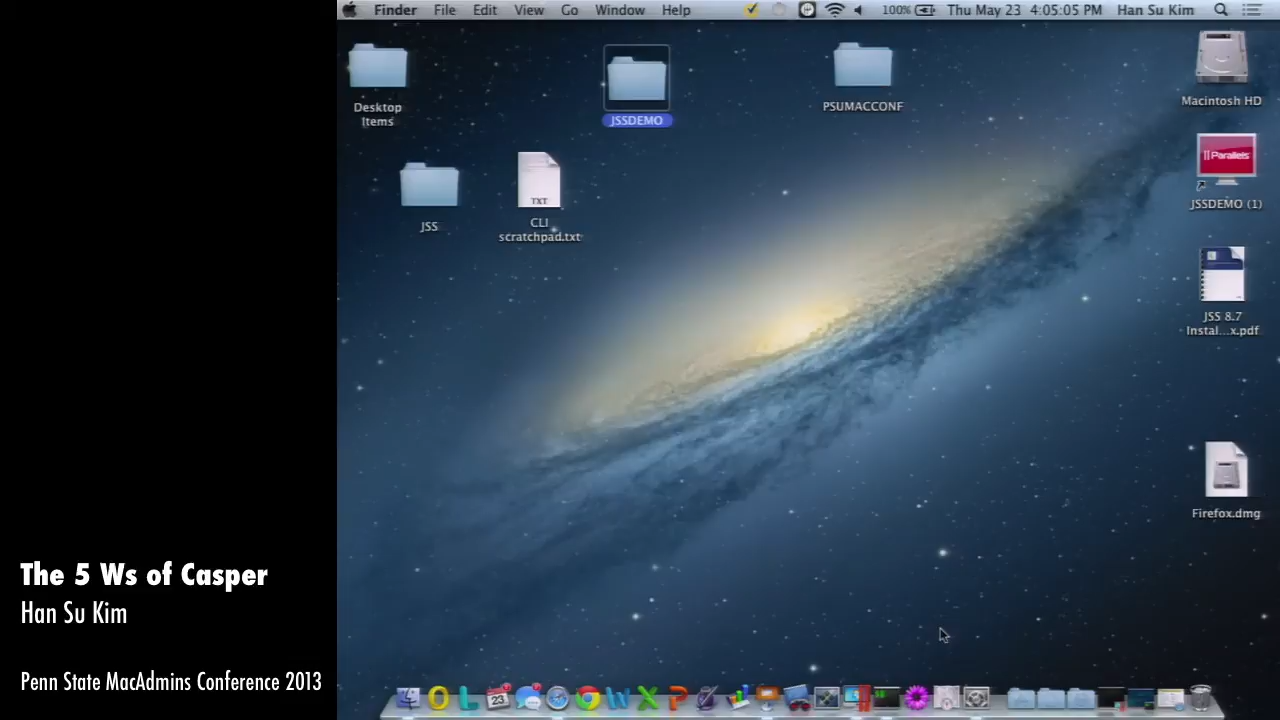 Finder File Edit View Go Window Help 100% Thu May 23 4:05:05 PM Han Su Kim
Desktop
Items
JSSDEMO
PSUMACCONF
Macintosh HD
JSS
TXT
CLI
scratchpad.txt
Parallels
JSSDEMO (1)
JSS 8.7
Instal...x.pdf
Firefox.dmg
The 5 Ws of Casper
Han Su Kim
Penn State MacAdmins Conference 2013
23